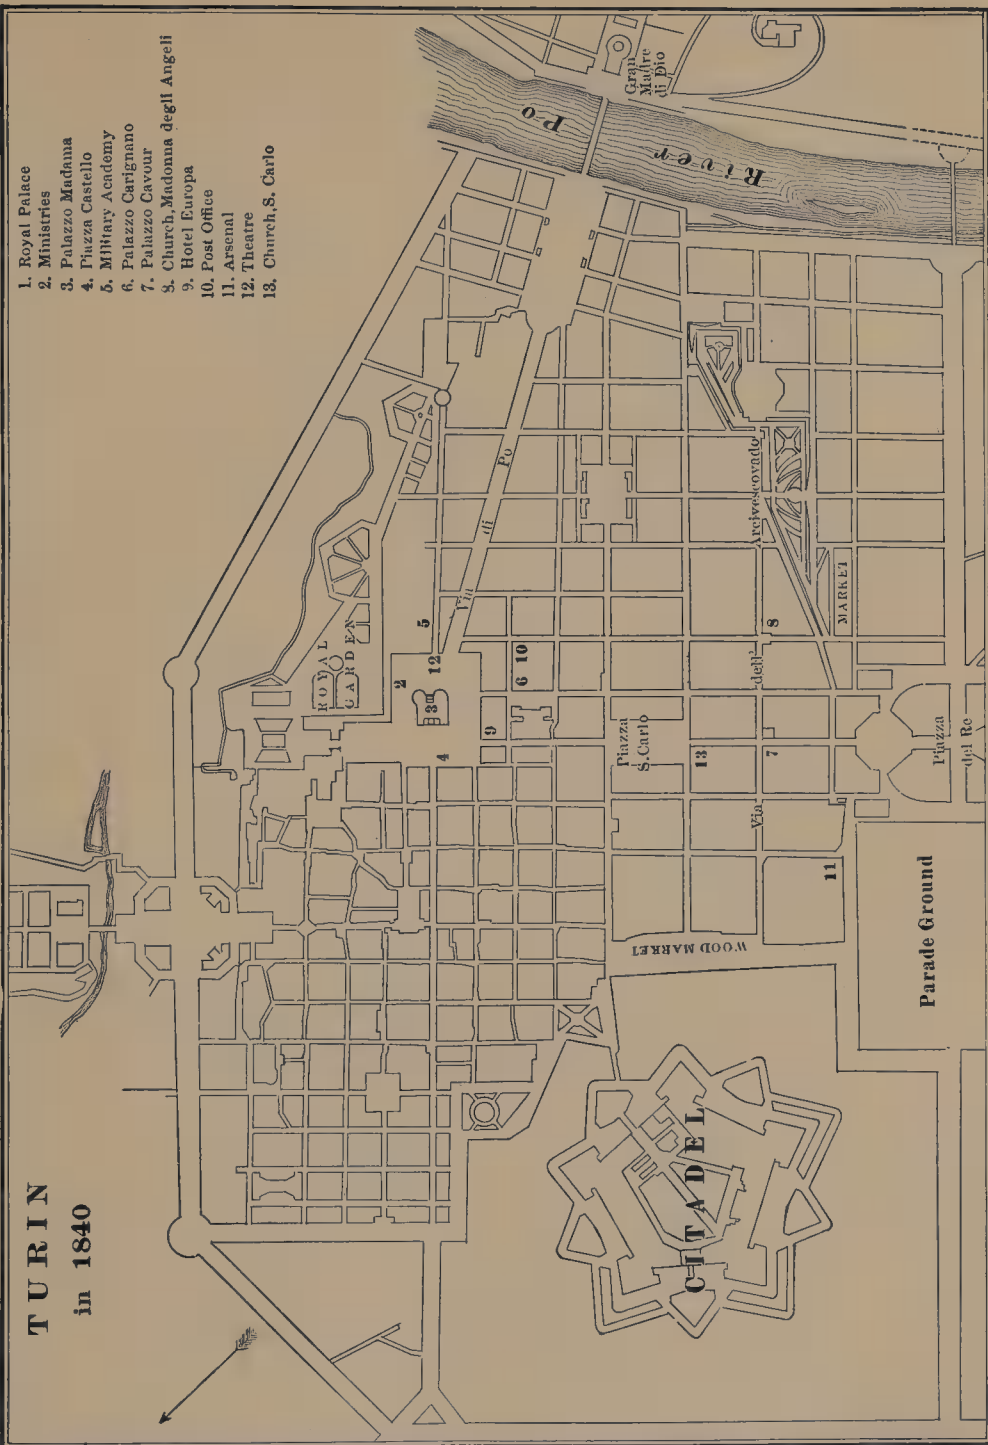 TURIN
in 1840
1. Royal Palace
2. Ministries
3. Palazzo Madama
4. Piazza Castello
5. Military Academy
6. Palazzo Carignano
7. Palazzo Cavour
8. Church, Madonna degli Angeli
9. Hotel Europa
10. Post Office
11. Arsenal
12. Theatre
13. Church, S. Carlo
River Po
Gran
Madre
di Dio
ROYAL
GARDEN
1
2
3
4
5
12
Via di Po
6
10
9
Piazza
S. Carlo
13
7
8
Via dell' Arcivescovado
MARKET
11
WOOD MARKET
Piazza
del Re
Parade Ground
CITADEL